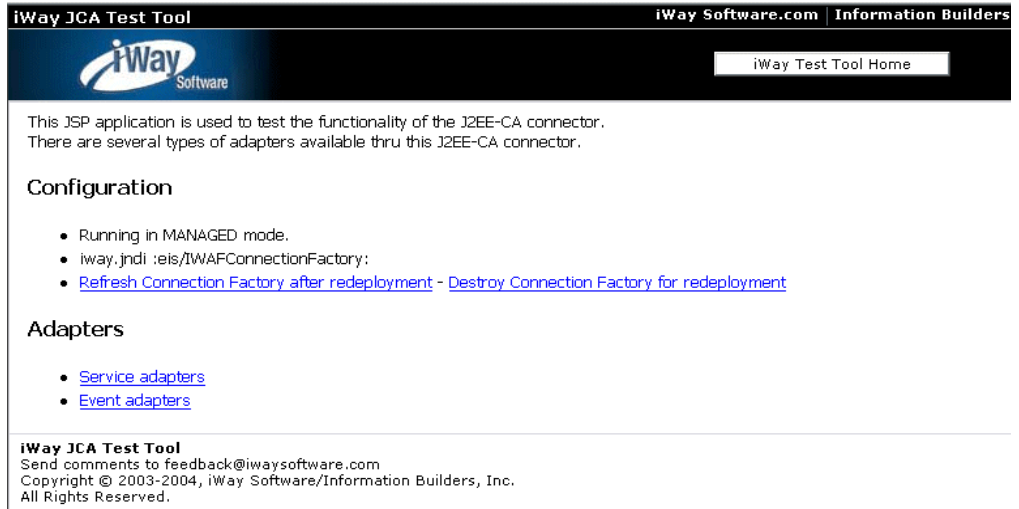 iWay JCA Test Tool
iWay Software.com | Information Builders
iWay Software
iWay Test Tool Home
This JSP application is used to test the functionality of the J2EE-CA connector.
There are several types of adapters available thru this J2EE-CA connector.
Configuration
• Running in MANAGED mode.
• iway.jndi :eis/IWAFConnectionFactory:
• Refresh Connection Factory after redeployment - Destroy Connection Factory for redeployment
Adapters
• Service adapters
• Event adapters
iWay JCA Test Tool
Send comments to feedback@iwaysoftware.com
Copyright © 2003-2004, iWay Software/Information Builders, Inc.
All Rights Reserved.